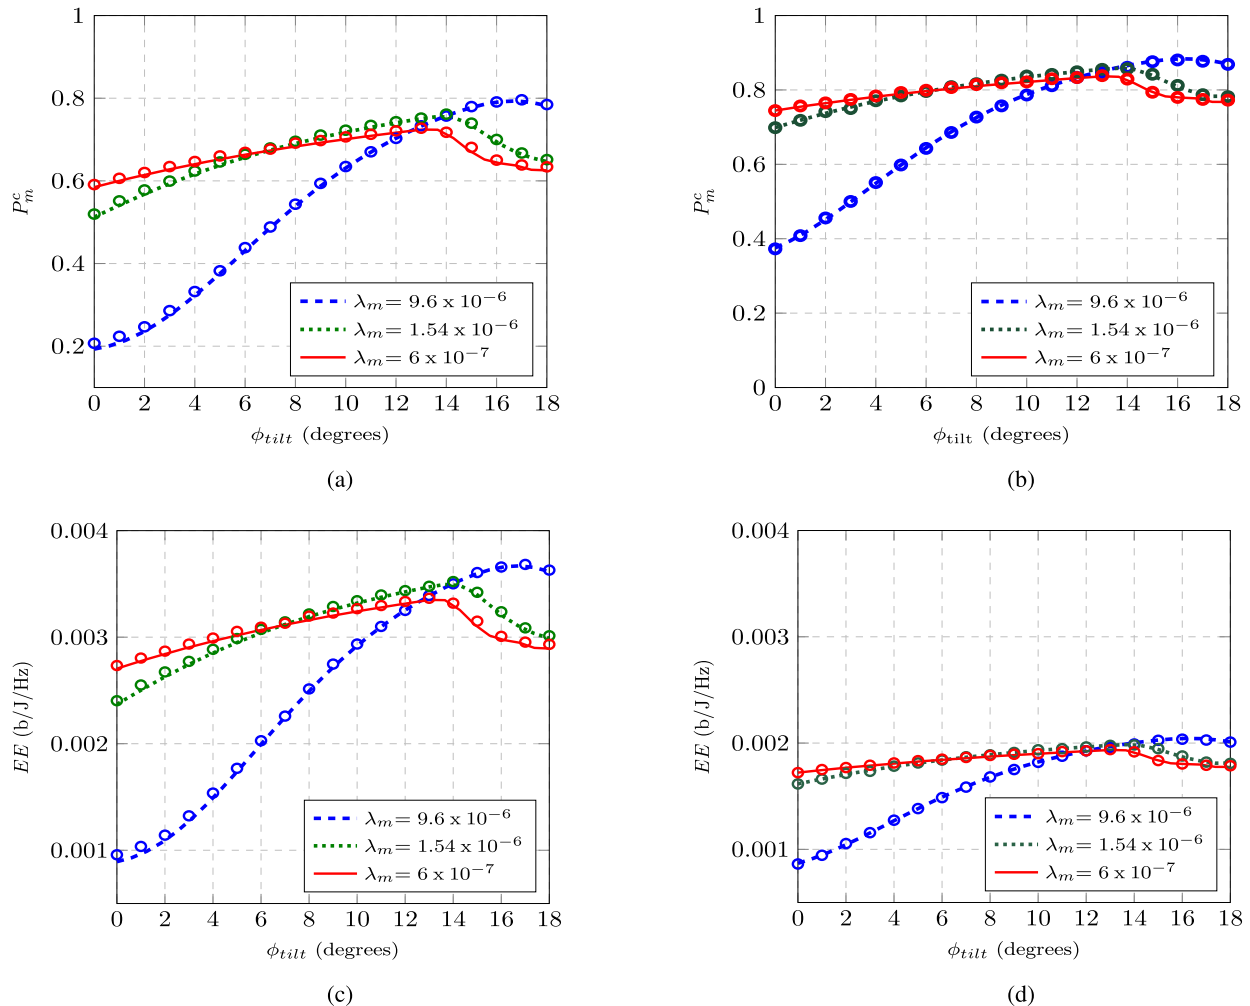 1
0.8
0.6
0.4
0.2
P_m^c
0 2 4 6 8 10 12 14 16 18
ϕ_tilt (degrees)
λ_m= 9.6 x 10^−6
λ_m= 1.54 x 10^−6
λ_m= 6 x 10^−7
(a)
1
0.8
0.6
0.4
0.2
0
P_m^c
0 2 4 6 8 10 12 14 16 18
ϕ_tilt (degrees)
λ_m= 9.6 x 10^−6
λ_m= 1.54 x 10^−6
λ_m= 6 x 10^−7
(b)
0.004
0.003
0.002
0.001
EE (b/J/Hz)
0 2 4 6 8 10 12 14 16 18
ϕ_tilt (degrees)
λ_m= 9.6 x 10^−6
λ_m= 1.54 x 10^−6
λ_m= 6 x 10^−7
(c)
0.004
0.003
0.002
0.001
EE (b/J/Hz)
0 2 4 6 8 10 12 14 16 18
ϕ_tilt (degrees)
λ_m= 9.6 x 10^−6
λ_m= 1.54 x 10^−6
λ_m= 6 x 10^−7
(d)